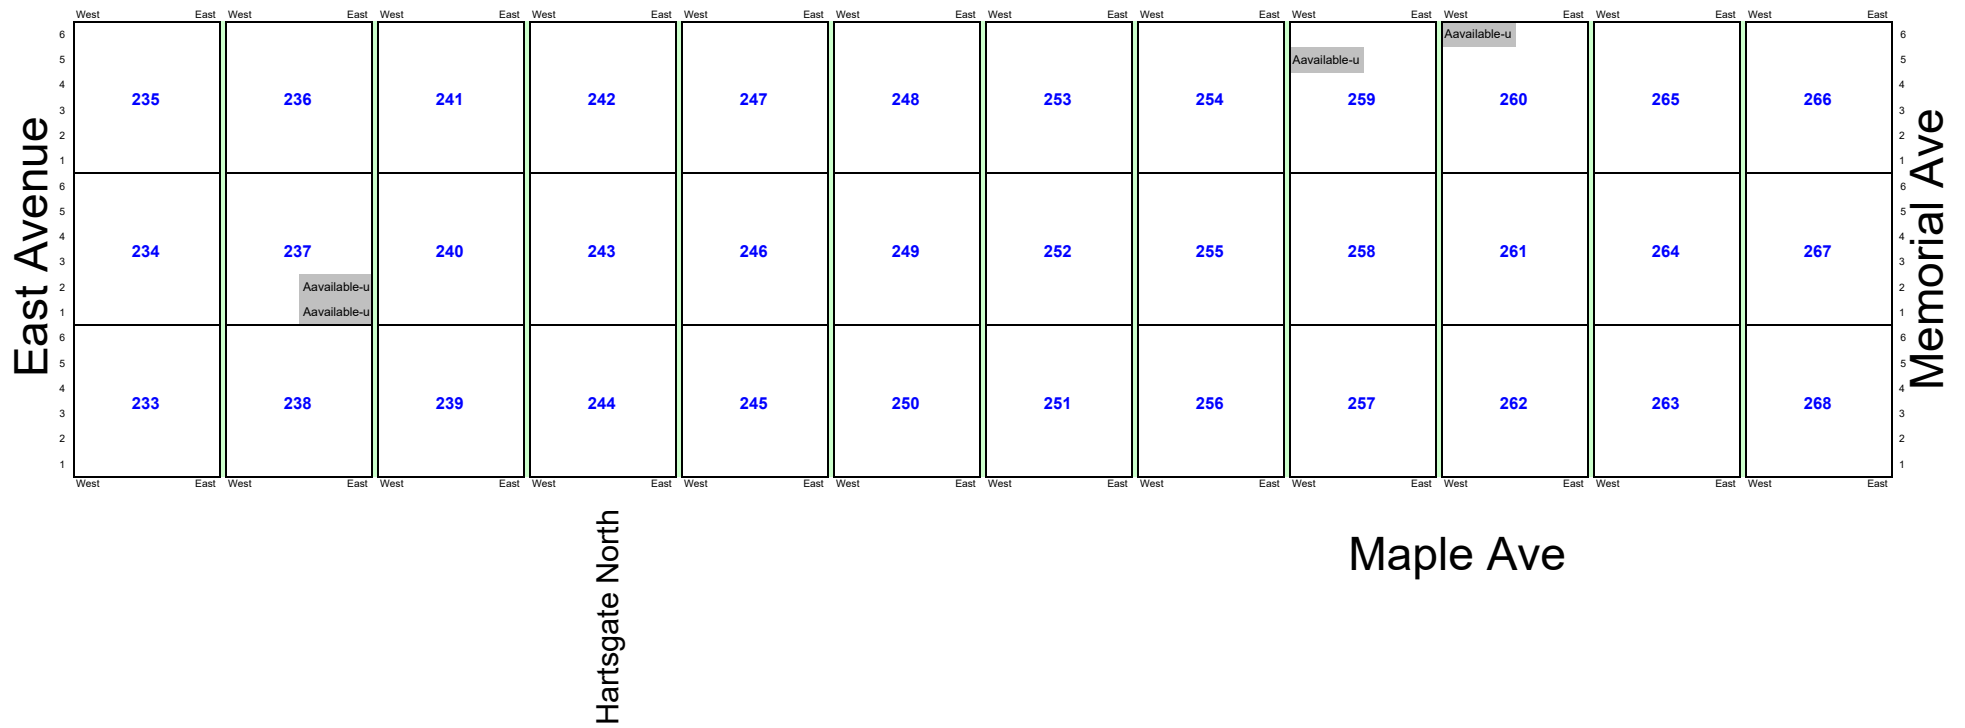 West East West East West East West East West East West East West East West East West East West East West East West East
6 Aavailable-u 6
5 Aavailable-u 5
4 4
235 236 241 242 247 248 253 254 259 260 265 266
3 3
2 2
1 1
6 6
5 5
4 4
234 237 240 243 246 249 252 255 258 261 264 267
3 3
2 Aavailable-u 2
1 Aavailable-u 1
6 6
5 5
4 4
233 238 239 244 245 250 251 256 257 262 263 268
3 3
2 2
1 1
West East West East West East West East West East West East West East West East West East West East West East West East
East Avenue
Memorial Ave
Hartsgate North
Maple Ave